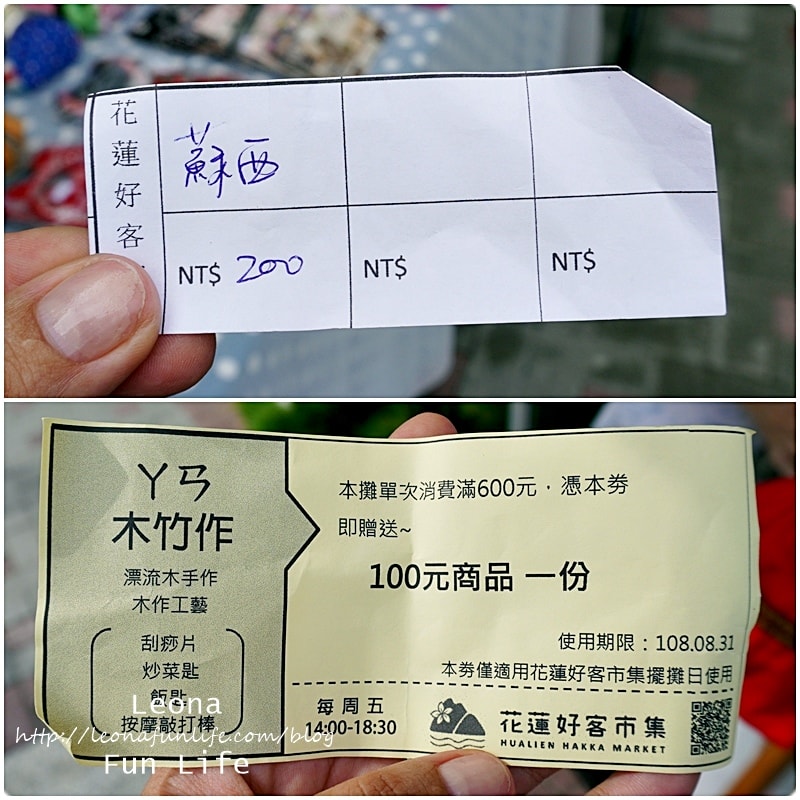 花蓮好客
蘇西
NT$ 200
NT$
NT$
ㄚㄢ
木竹作
漂流木手作
木作工藝
刮痧片
炒菜匙
飯匙
按摩敲打棒
本攤單次消費滿600元，憑本劵
即贈送~
100元商品 一份
使用期限：108.08.31
本劵僅適用花蓮好客市集擺攤日使用
每周五
14:00-18:30
花蓮好客市集
HUALIEN HAKKA MARKET
Leona
http://leonafunlife.com/blog
Fun Life